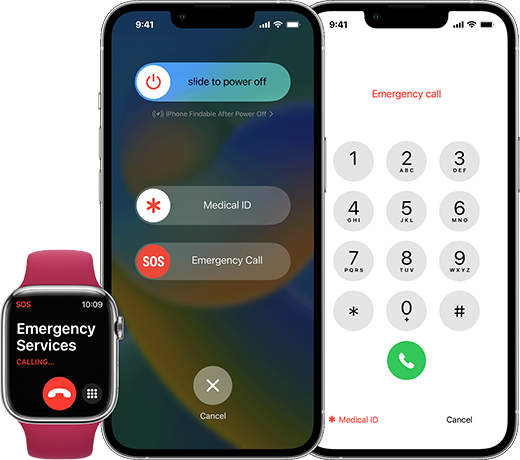 9:41
slide to power off
iPhone Findable After Power Off >
Medical ID
SOS Emergency Call
Cancel
9:41
Emergency call
1 2 3
ABC DEF
4 5 6
GHI JKL MNO
7 8 9
PQRS TUV WXYZ
* 0 #
+
* Medical ID Cancel
SOS 10:09
Emergency
Services
CALLING...